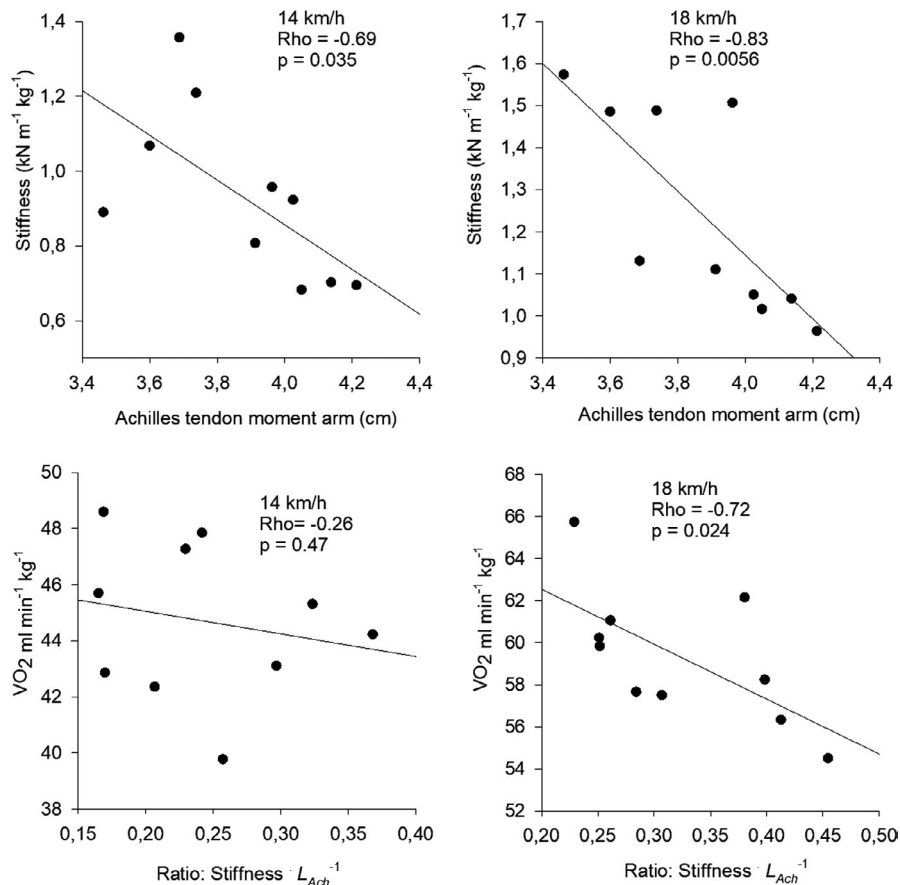 14 km/h
Rho = -0.69
p = 0.035
1,4
1,2
1,0
0,8
0,6
Stiffness (kN m⁻¹ kg⁻¹)
3,4 3,6 3,8 4,0 4,2 4,4
Achilles tendon moment arm (cm)
18 km/h
Rho = -0.83
p = 0.0056
1,7
1,6
1,5
1,4
1,3
1,2
1,1
1,0
0,9
Stiffness (kN m⁻¹ kg⁻¹)
3,4 3,6 3,8 4,0 4,2 4,4
Achilles tendon moment arm (cm)
14 km/h
Rho= -0.26
p = 0.47
50
48
46
44
42
40
38
VO₂ ml min⁻¹ kg⁻¹
0,15 0,20 0,25 0,30 0,35 0,40
Ratio: Stiffness · L_Ach⁻¹
18 km/h
Rho = -0.72
p = 0.024
68
66
64
62
60
58
56
54
52
VO₂ ml min⁻¹ kg⁻¹
0,20 0,25 0,30 0,35 0,40 0,45 0,50
Ratio: Stiffness · L_Ach⁻¹